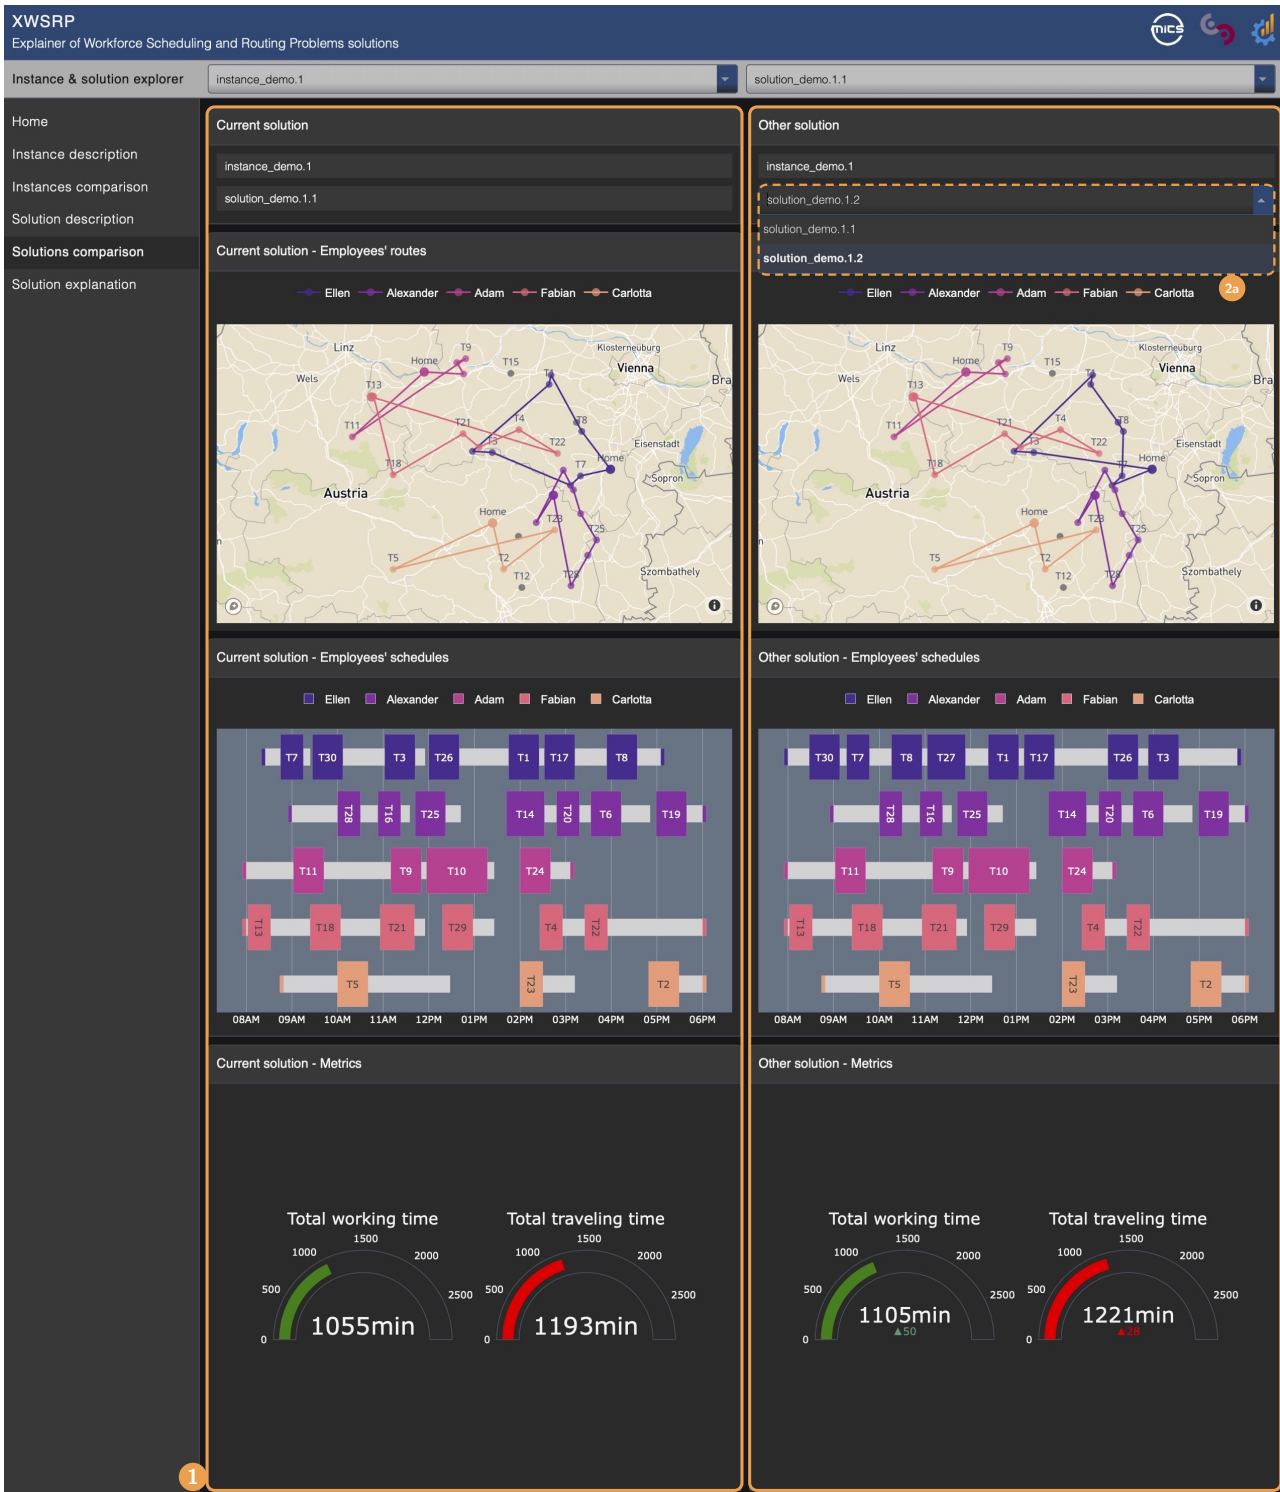 XWSRP
Explainer of Workforce Scheduling and Routing Problems solutions
mics
Instance & solution explorer
instance_demo.1
solution_demo.1.1
Home
Instance description
Instances comparison
Solution description
Solutions comparison
Solution explanation
Current solution
instance_demo.1
solution_demo.1.1
Current solution - Employees' routes
Ellen Alexander Adam Fabian Carlotta
Linz
T9
Klosterneuburg
Home
T15
Vienna
T1
Wels
T13
Bra
T11
T21
T4
T8
T3
T22
Eisenstadt
T18
T7
Home
Sopron
Austria
Home
T23
T25
T5
T2
T12
T28
Szombathely
Current solution - Employees' schedules
Ellen Alexander Adam Fabian Carlotta
T7 T30 T3 T26 T1 T17 T8
T28 T16 T25 T14 T20 T6 T19
T11 T9 T10 T24
T13 T18 T21 T29 T4 T22
T5 T23 T2
08AM 09AM 10AM 11AM 12PM 01PM 02PM 03PM 04PM 05PM 06PM
Current solution - Metrics
Total working time
0 500 1000 1500 2000 2500
1055min
Total traveling time
0 500 1000 1500 2000 2500
1193min
1
Other solution
instance_demo.1
solution_demo.1.2
solution_demo.1.1
solution_demo.1.2
2a
Ellen Alexander Adam Fabian Carlotta
Linz
T9
Klosterneuburg
Home
T15
Vienna
T1
Wels
T13
Bra
T11
T21
T4
T8
T3
T22
Eisenstadt
T18
T7
Home
Sopron
Austria
Home
T23
T25
T5
T2
T12
T28
Szombathely
Other solution - Employees' schedules
Ellen Alexander Adam Fabian Carlotta
T30 T7 T8 T27 T1 T17 T26 T3
T28 T16 T25 T14 T20 T6 T19
T11 T9 T10 T24
T13 T18 T21 T29 T4 T22
T5 T23 T2
08AM 09AM 10AM 11AM 12PM 01PM 02PM 03PM 04PM 05PM 06PM
Other solution - Metrics
Total working time
0 500 1000 1500 2000 2500
1105min
▲50
Total traveling time
0 500 1000 1500 2000 2500
1221min
▲28